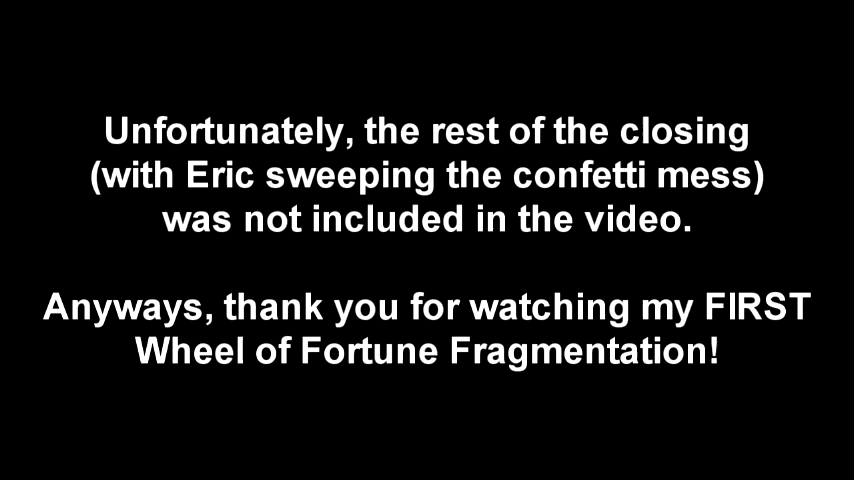 Unfortunately, the rest of the closing
(with Eric sweeping the confetti mess)
was not included in the video.
Anyways, thank you for watching my FIRST
Wheel of Fortune Fragmentation!